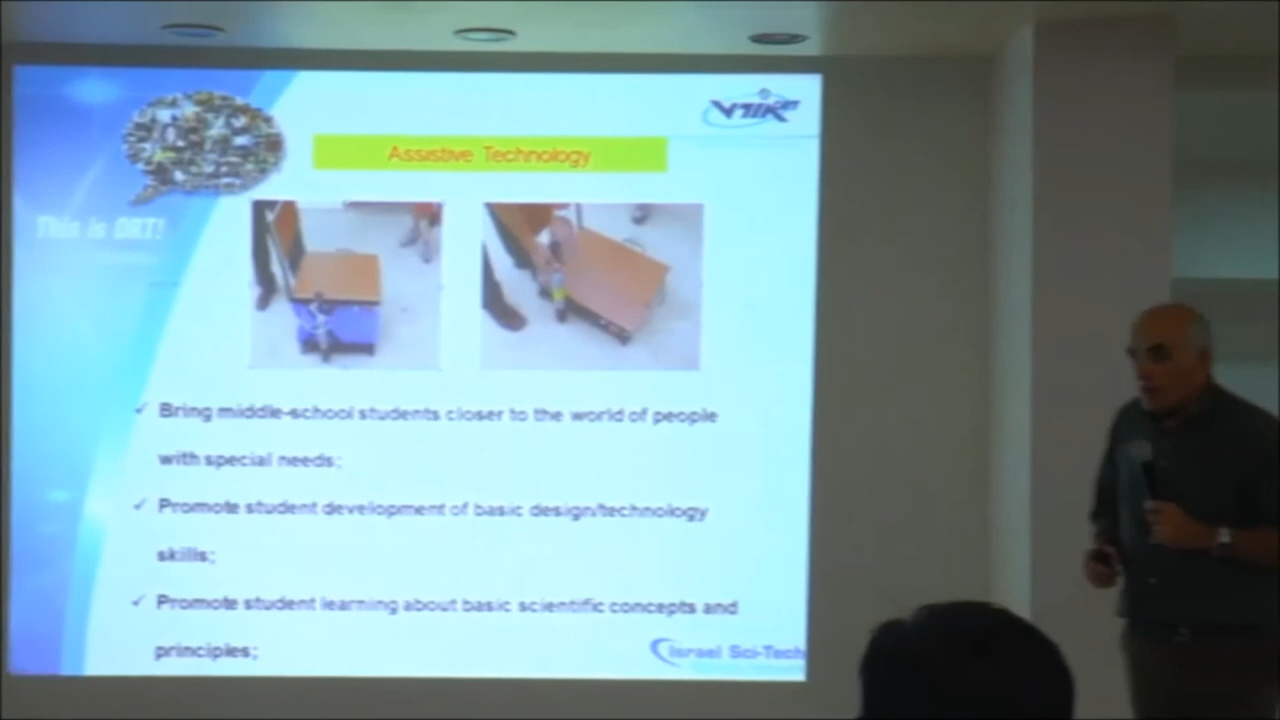 ORT
Assistive Technology
This is ORT!
✓ Bring middle-school students closer to the world of people
with special needs;
✓ Promote student development of basic design/technology
skills;
✓ Promote student learning about basic scientific concepts and
principles;
Israel Sci-Tech